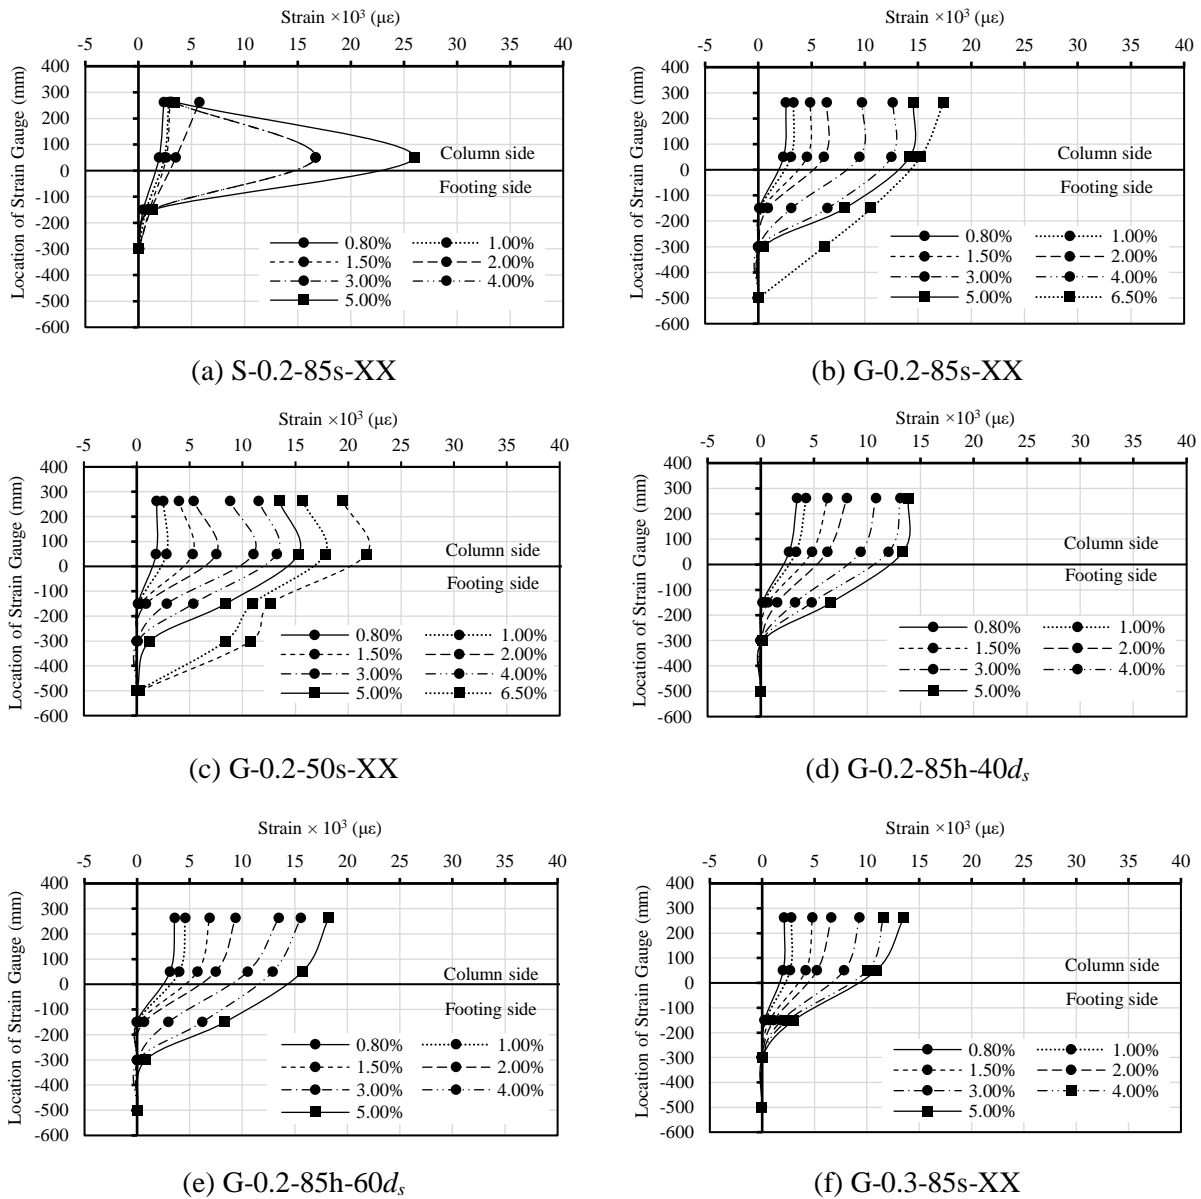 Strain ×10³ (με)
-5 0 5 10 15 20 25 30 35 40
400
300
200
100
0
-100
-200
-300
-400
-500
-600
Location of Strain Gauge (mm)
Column side
Footing side
0.80% 1.00%
1.50% 2.00%
3.00% 4.00%
5.00%
(a) S-0.2-85s-XX
Strain ×10³ (με)
-5 0 5 10 15 20 25 30 35 40
400
300
200
100
0
-100
-200
-300
-400
-500
-600
Location of Strain Gauge (mm)
Column side
Footing side
0.80% 1.00%
1.50% 2.00%
3.00% 4.00%
5.00% 6.50%
(b) G-0.2-85s-XX
Strain ×10³ (με)
-5 0 5 10 15 20 25 30 35 40
400
300
200
100
0
-100
-200
-300
-400
-500
-600
Location of Strain Gauge (mm)
Column side
Footing side
0.80% 1.00%
1.50% 2.00%
3.00% 4.00%
5.00% 6.50%
(c) G-0.2-50s-XX
Strain ×10³ (με)
-5 0 5 10 15 20 25 30 35 40
400
300
200
100
0
-100
-200
-300
-400
-500
-600
Location of Strain Gauge (mm)
Column side
Footing side
0.80% 1.00%
1.50% 2.00%
3.00% 4.00%
5.00%
(d) G-0.2-85h-40dₛ
Strain × 10³ (με)
-5 0 5 10 15 20 25 30 35 40
400
300
200
100
0
-100
-200
-300
-400
-500
-600
Location of Strain Gauge (mm)
Column side
Footing side
0.80% 1.00%
1.50% 2.00%
3.00% 4.00%
5.00%
(e) G-0.2-85h-60dₛ
Strain ×10³ (με)
-5 0 5 10 15 20 25 30 35 40
400
300
200
100
0
-100
-200
-300
-400
-500
-600
Location of Strain Gauge (mm)
Column side
Footing side
0.80% 1.00%
1.50% 2.00%
3.00% 4.00%
5.00%
(f) G-0.3-85s-XX